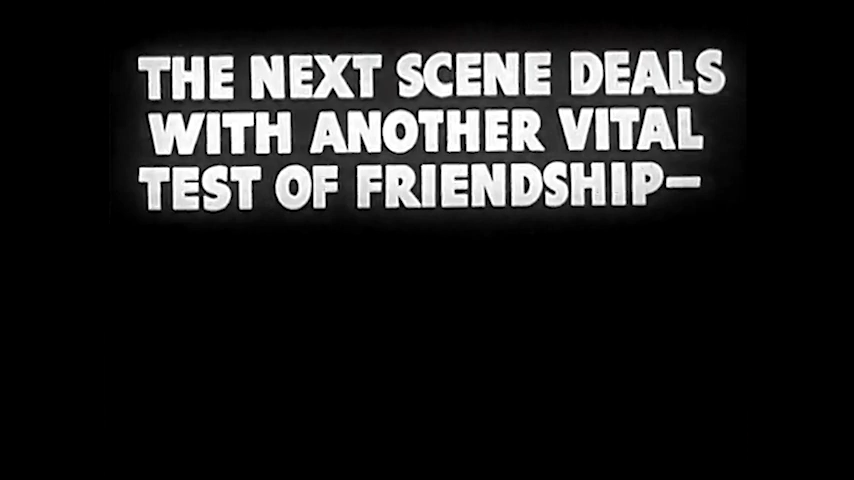 THE NEXT SCENE DEALS
WITH ANOTHER VITAL
TEST OF FRIENDSHIP—